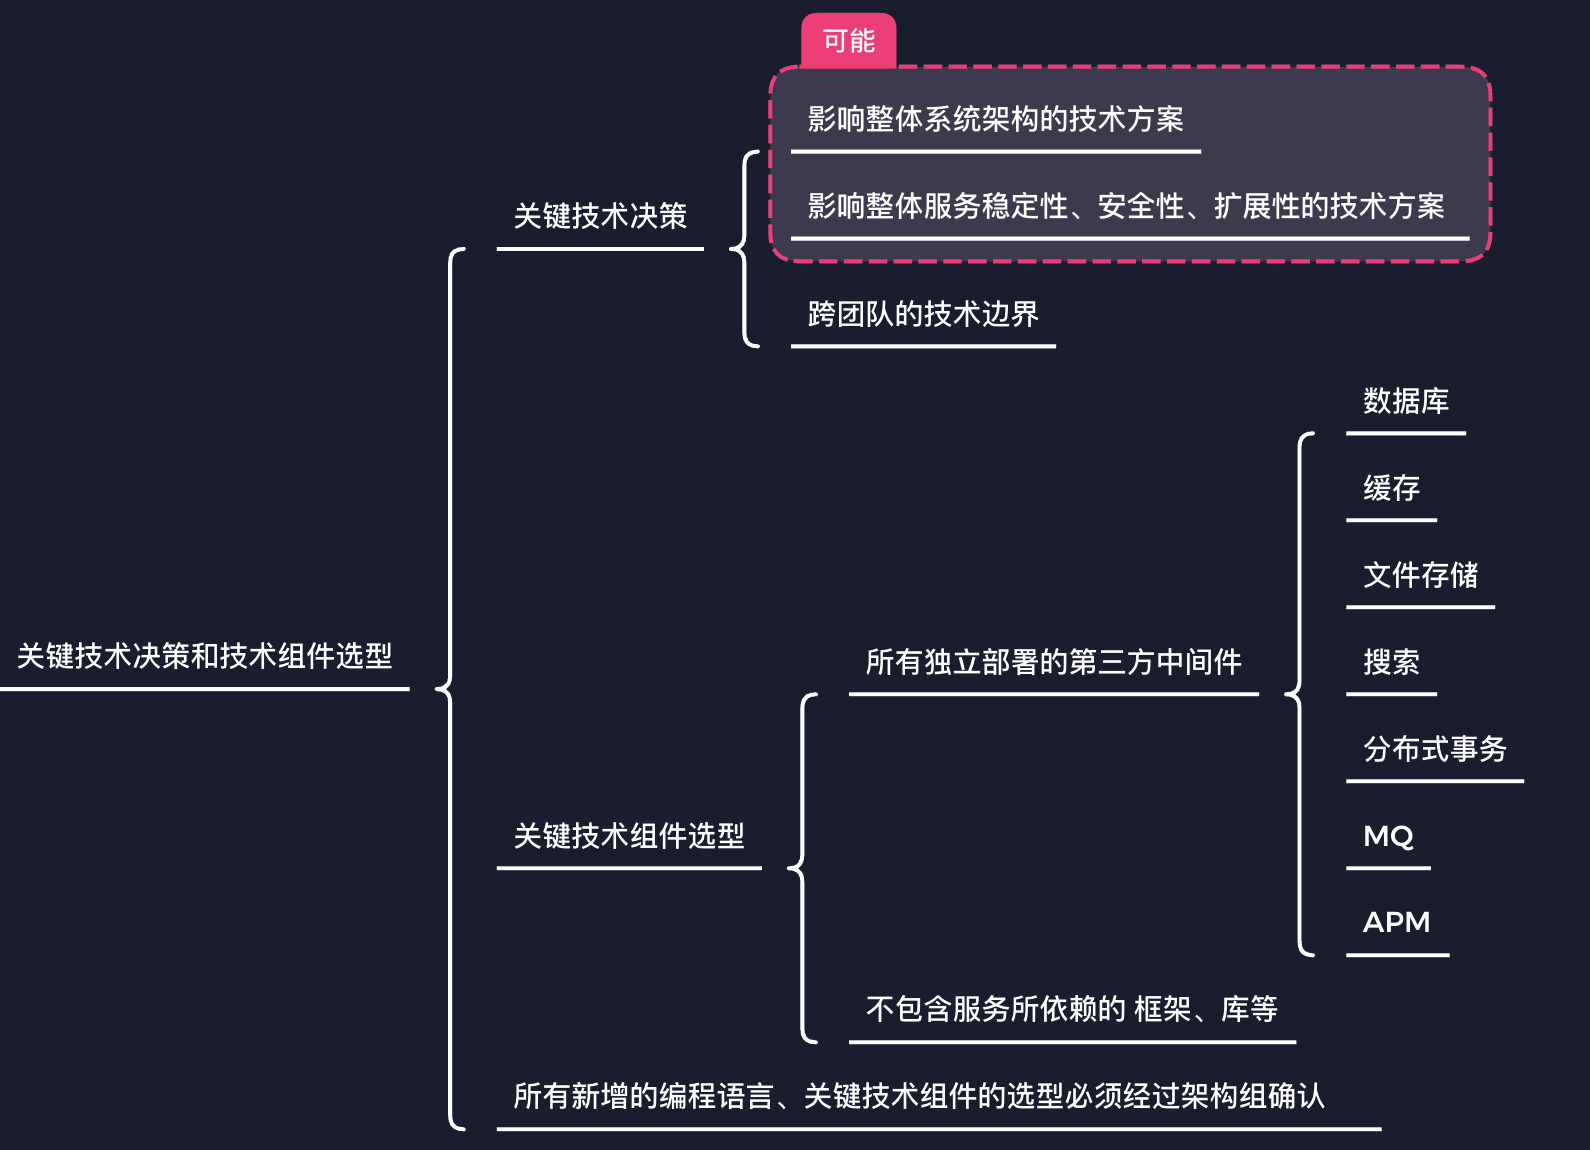 可能
影响整体系统架构的技术方案
影响整体服务稳定性、安全性、扩展性的技术方案
关键技术决策
跨团队的技术边界
数据库
缓存
文件存储
关键技术决策和技术组件选型
所有独立部署的第三方中间件
搜索
分布式事务
关键技术组件选型
MQ
APM
不包含服务所依赖的 框架、库等
所有新增的编程语言、关键技术组件的选型必须经过架构组确认